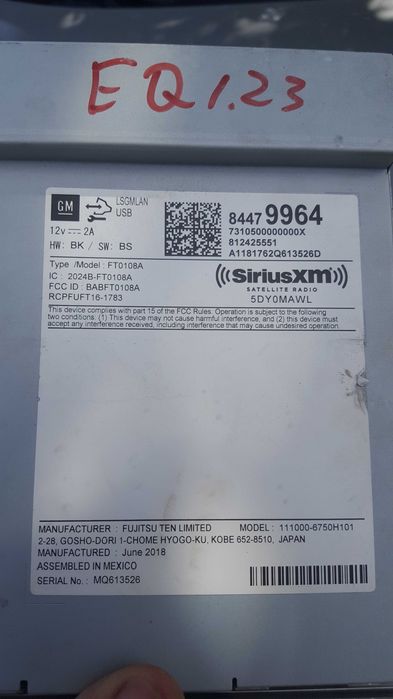 EQ1.23
GM
LSGMLAN
USB
12v 2A
HW: BK / SW: BS
84479964
7310500000000X
812425551
A1181762Q613526D
Type /Model : FT0108A
IC : 2024B-FT0108A
FCC ID : BABFT0108A
RCPFUFT16-1783
((SiriusXM))
SATELLITE RADIO
5DY0MAWL
This device complies with part 15 of the FCC Rules. Operation is subject to the following
two conditions: (1) This device may not cause harmful interference, and (2) this device must
accept any interference received, including interference that may cause undesired operation.
MANUFACTURER : FUJITSU TEN LIMITED MODEL : 111000-6750H101
2-28, GOSHO-DORI 1-CHOME HYOGO-KU, KOBE 652-8510, JAPAN
MANUFACTURED : June 2018
ASSEMBLED IN MEXICO
SERIAL No. : MQ613526